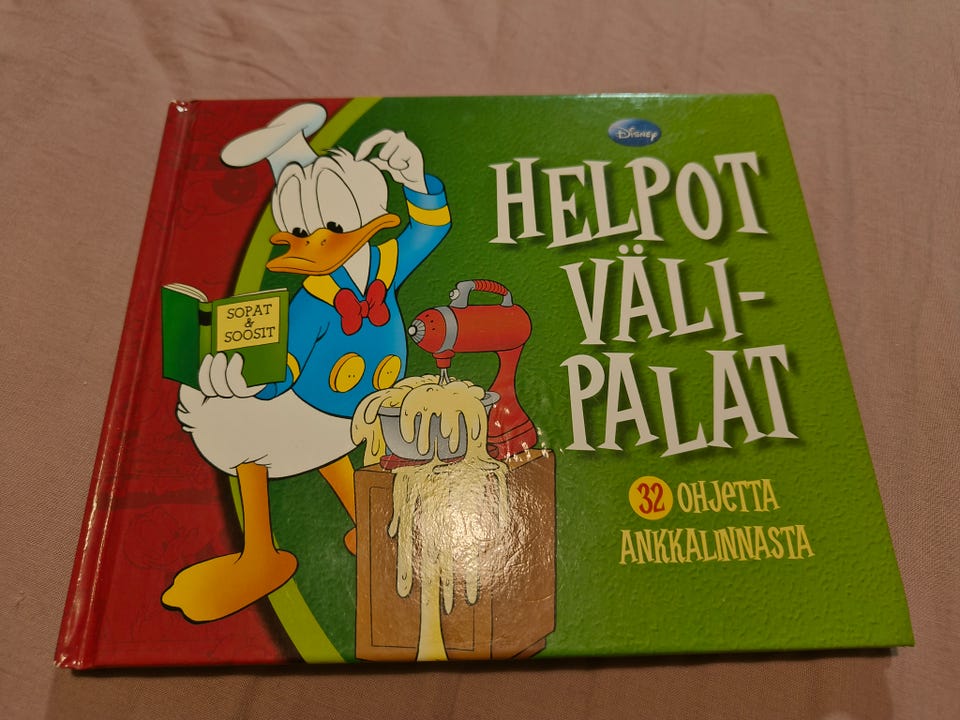 Disney
HELPOT
VÄLI-
PALAT
32 OHJETTA
ANKKALINNASTA
SOPAT
&
SOOSIT